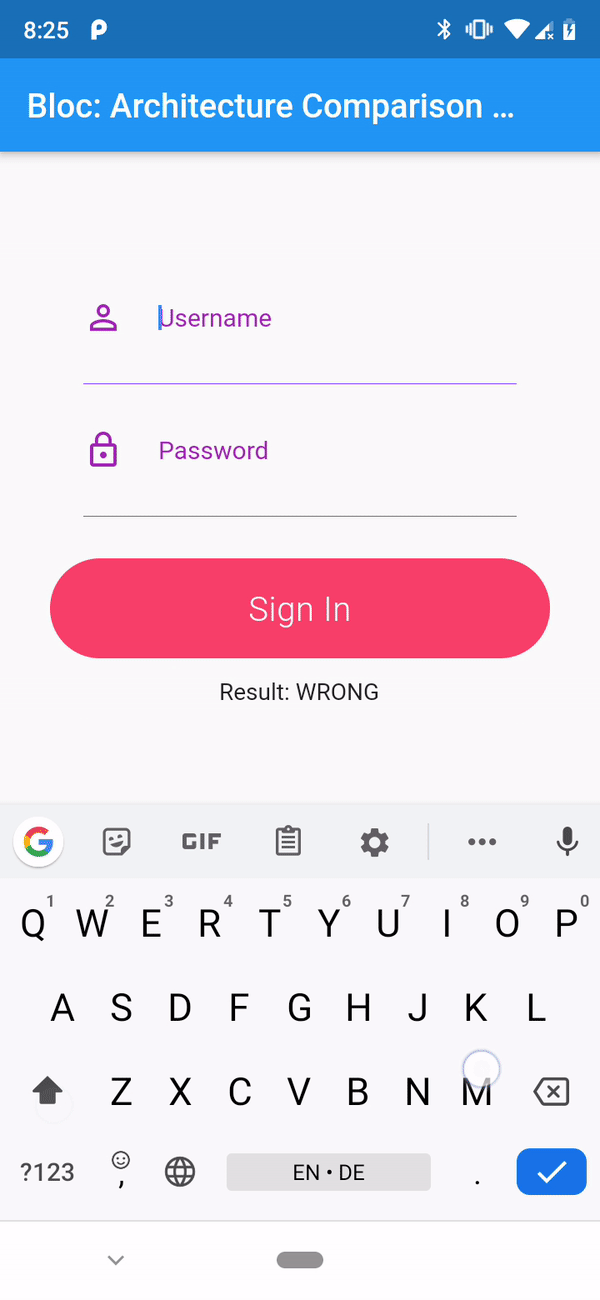 8:25
Bloc: Architecture Comparison ...
Username
Password
Sign In
Result: WRONG
G GIF
Q1 W2 E3 R4 T5 Y6 U7 I8 O9 P0
A S D F G H J K L
Z X C V B N M
?123 , EN • DE .